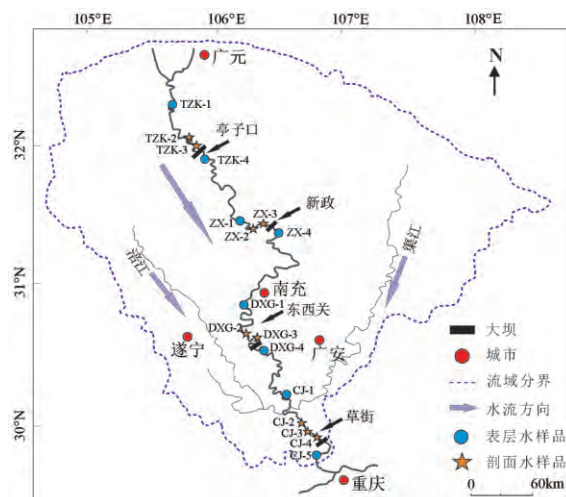 105°E 106°E 107°E 108°E
N
广元
TZK-1
32°N
TZK-2
亭子口
TZK-3
TZK-4
ZX-3
新政
ZX-1
ZX-2
ZX-4
涪江
渠江
31°N
南充
DXG-1
东西关
DXG-2
DXG-3
DXG-4
遂宁
广安
大坝
城市
流域分界
水流方向
表层水样品
剖面水样品
CJ-1
30°N
CJ-2
草街
CJ-3
CJ-4
CJ-5
重庆
0 60km